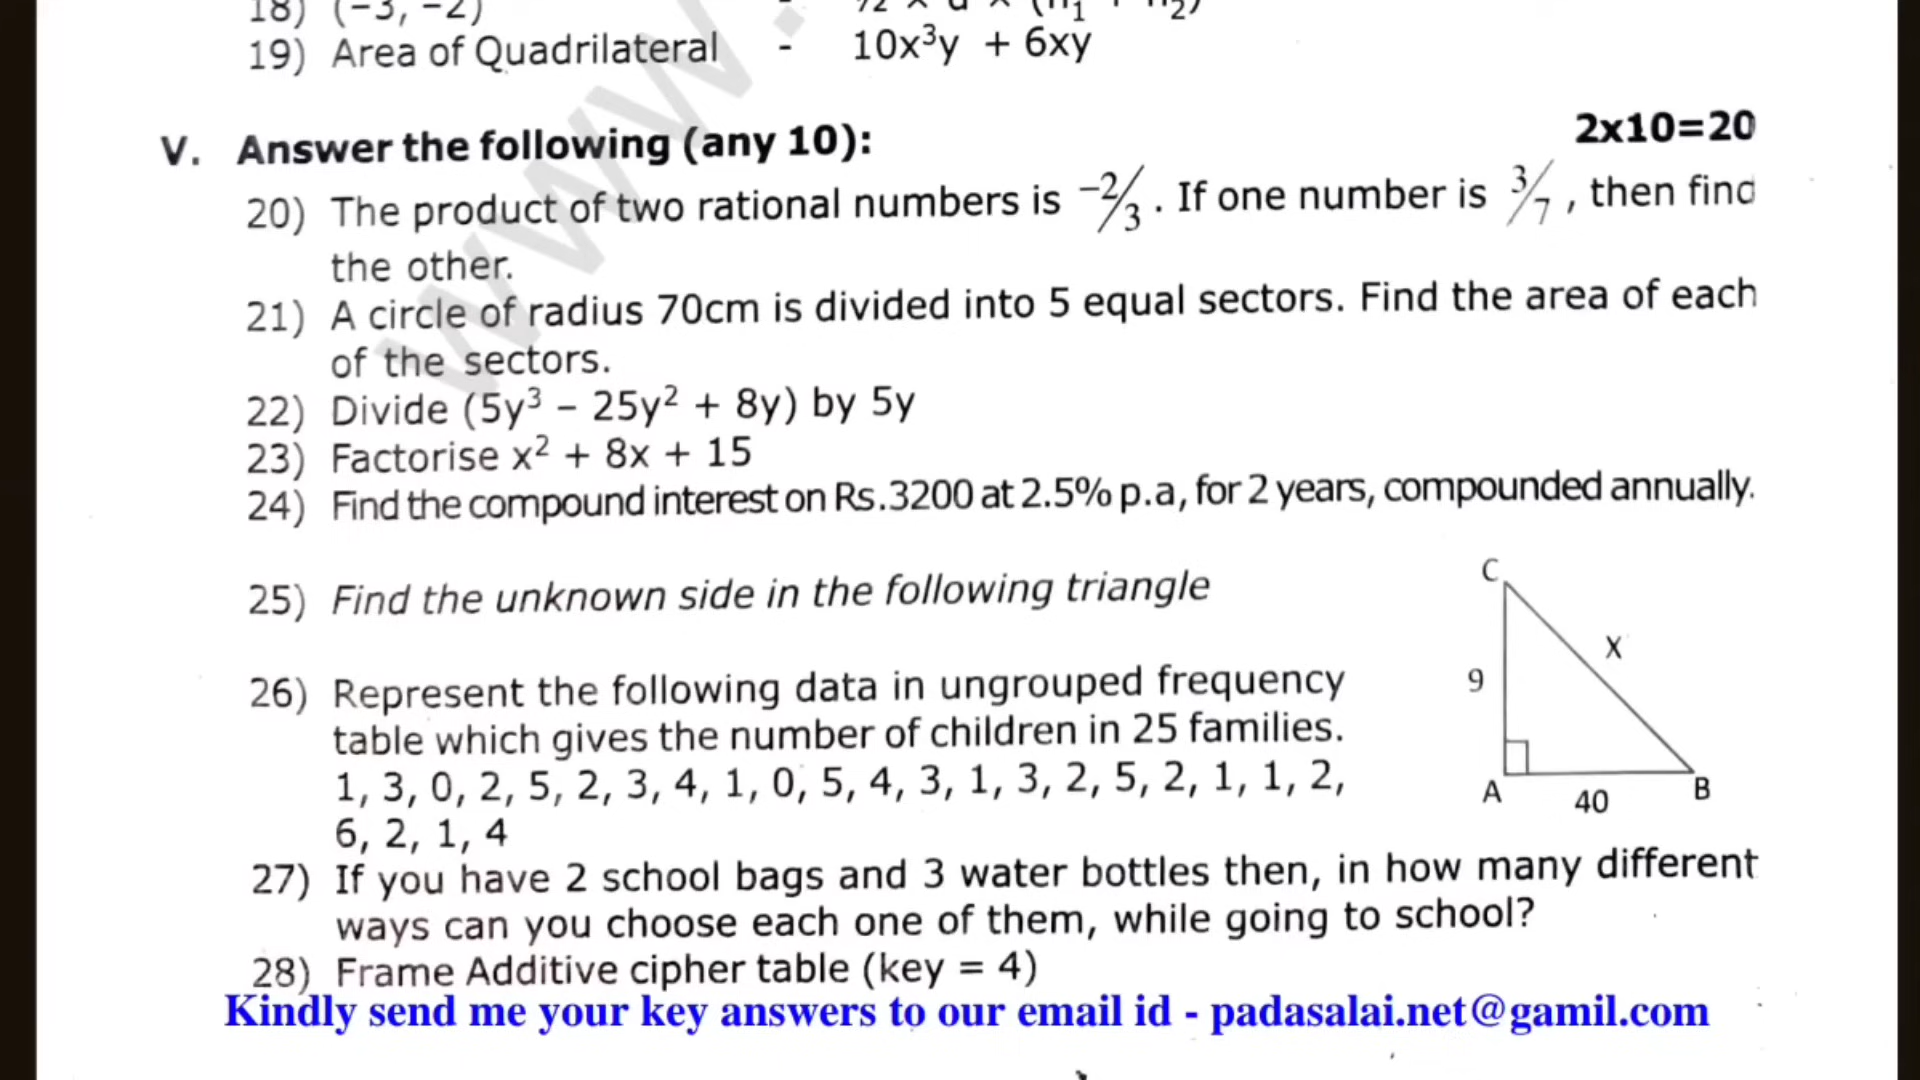 18) (-3, -2) - ½ × d × (h₁ + h₂)
19) Area of Quadrilateral - 10x³y + 6xy
V. Answer the following (any 10): 2x10=20
20) The product of two rational numbers is -2/3. If one number is 3/7, then find
the other.
21) A circle of radius 70cm is divided into 5 equal sectors. Find the area of each
of the sectors.
22) Divide (5y³ – 25y² + 8y) by 5y
23) Factorise x² + 8x + 15
24) Find the compound interest on Rs.3200 at 2.5% p.a, for 2 years, compounded annually.
25) Find the unknown side in the following triangle
C
X
9
A
40
B
26) Represent the following data in ungrouped frequency
table which gives the number of children in 25 families.
1, 3, 0, 2, 5, 2, 3, 4, 1, 0, 5, 4, 3, 1, 3, 2, 5, 2, 1, 1, 2,
6, 2, 1, 4
27) If you have 2 school bags and 3 water bottles then, in how many different
ways can you choose each one of them, while going to school?
28) Frame Additive cipher table (key = 4)
Kindly send me your key answers to our email id - padasalai.net@gamil.com
www.